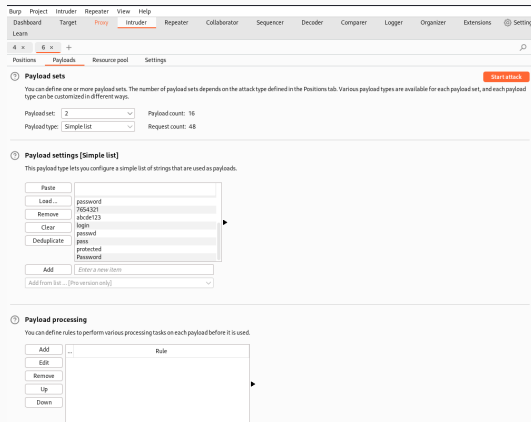 Burp Project Intruder Repeater View Help
Dashboard Target Proxy Intruder Repeater Collaborator Sequencer Decoder Comparer Logger Organizer Extensions Setting
Learn
4 × 6 × +
Positions Payloads Resource pool Settings
? Payload sets Start attack
You can define one or more payload sets. The number of payload sets depends on the attack type defined in the Positions tab. Various payload types are available for each payload set, and each payload
type can be customized in different ways.
Payload set: 2 Payload count: 16
Payload type: Simple list Request count: 48
? Payload settings [Simple list]
This payload type lets you configure a simple list of strings that are used as payloads.
Paste
Load ... password
7654321
Remove abcde123
Clear login
passwd
Deduplicate pass
protected
Password
Add Enter a new item
Add from list ... [Pro version only]
? Payload processing
You can define rules to perform various processing tasks on each payload before it is used.
Add ... Rule
Edit
Remove
Up
Down